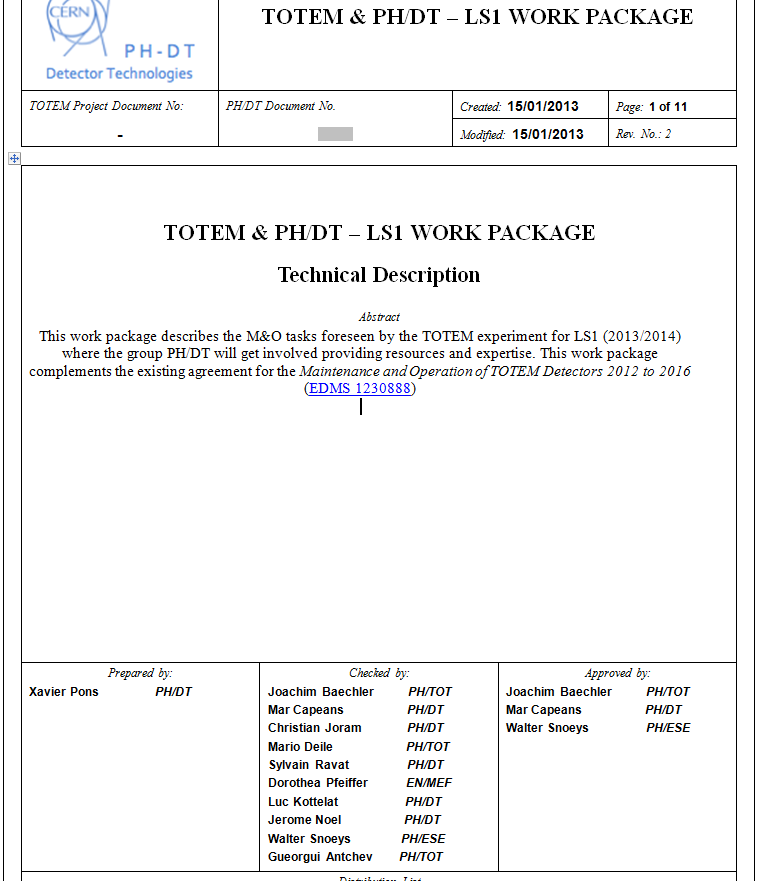 CERN
PH-DT
Detector Technologies
TOTEM & PH/DT – LS1 WORK PACKAGE
TOTEM Project Document No:
-
PH/DT Document No.
Created: 15/01/2013
Page: 1 of 11
Modified: 15/01/2013
Rev. No.: 2
TOTEM & PH/DT – LS1 WORK PACKAGE
Technical Description
Abstract
This work package describes the M&O tasks foreseen by the TOTEM experiment for LS1 (2013/2014)
where the group PH/DT will get involved providing resources and expertise. This work package
complements the existing agreement for the Maintenance and Operation of TOTEM Detectors 2012 to 2016
(EDMS 1230888)
Prepared by:
Xavier Pons PH/DT
Checked by:
Joachim Baechler PH/TOT
Mar Capeans PH/DT
Christian Joram PH/DT
Mario Deile PH/TOT
Sylvain Ravat PH/DT
Dorothea Pfeiffer EN/MEF
Luc Kottelat PH/DT
Jerome Noel PH/DT
Walter Snoeys PH/ESE
Gueorgui Antchev PH/TOT
Approved by:
Joachim Baechler PH/TOT
Mar Capeans PH/DT
Walter Snoeys PH/ESE
Distribution List